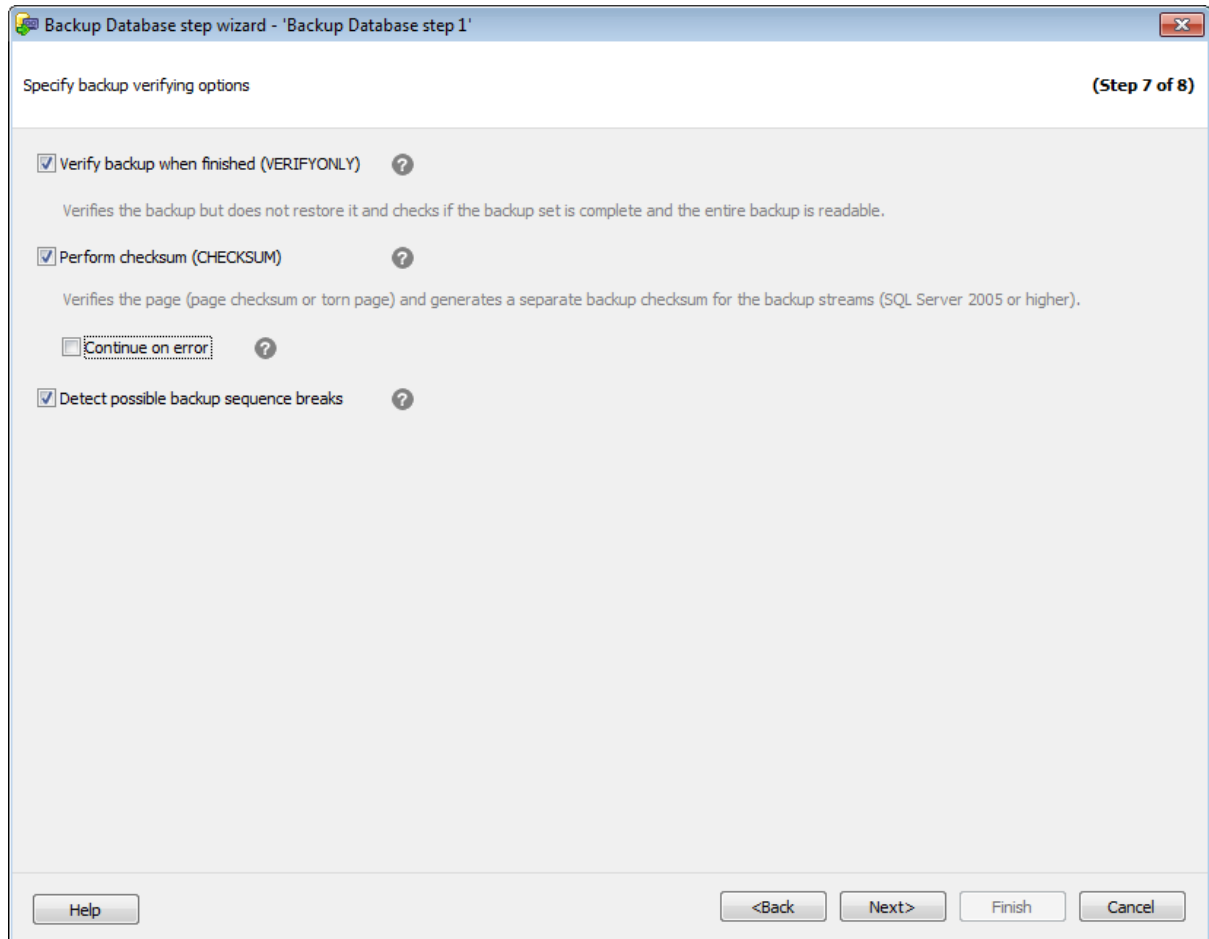 Backup Database step wizard - 'Backup Database step 1'
Specify backup verifying options
(Step 7 of 8)
Verify backup when finished (VERIFYONLY)
Verifies the backup but does not restore it and checks if the backup set is complete and the entire backup is readable.
Perform checksum (CHECKSUM)
Verifies the page (page checksum or torn page) and generates a separate backup checksum for the backup streams (SQL Server 2005 or higher).
Continue on error
Detect possible backup sequence breaks
Help
<Back
Next>
Finish
Cancel